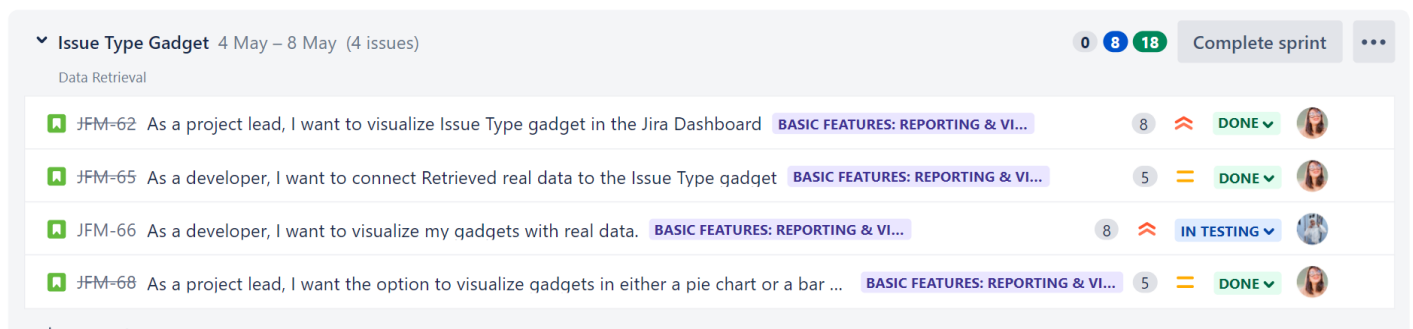 Issue Type Gadget 4 May – 8 May (4 issues) 0 8 18 Complete sprint
Data Retrieval
JFM-62 As a project lead, I want to visualize Issue Type gadget in the Jira Dashboard BASIC FEATURES: REPORTING & VI... 8 DONE
JFM-65 As a developer, I want to connect Retrieved real data to the Issue Type gadget BASIC FEATURES: REPORTING & VI... 5 DONE
JFM-66 As a developer, I want to visualize my gadgets with real data. BASIC FEATURES: REPORTING & VI... 8 IN TESTING
JFM-68 As a project lead, I want the option to visualize gadgets in either a pie chart or a bar ... BASIC FEATURES: REPORTING & VI... 5 DONE